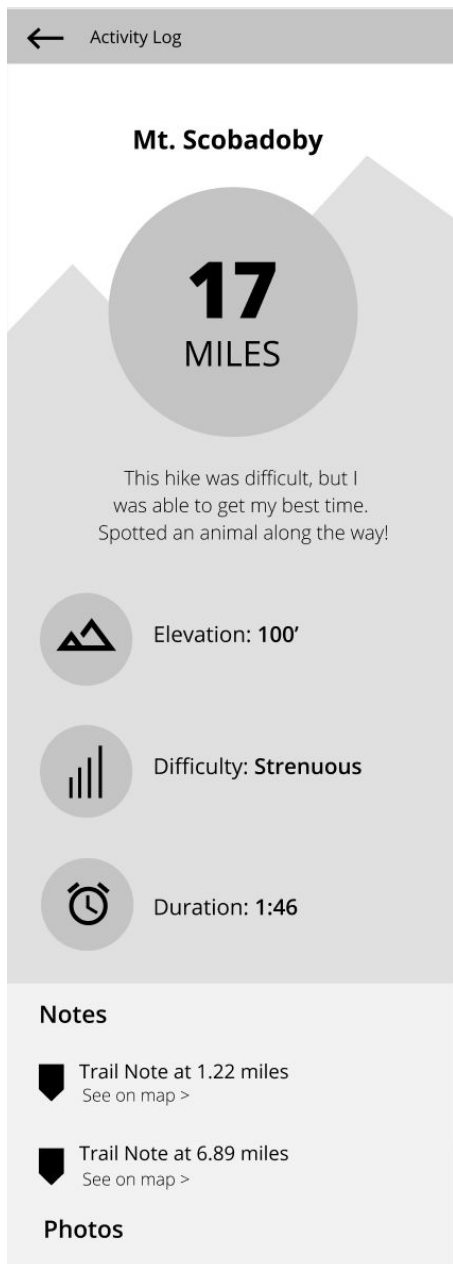 Activity Log
Mt. Scobadoby
17
MILES
This hike was difficult, but I
was able to get my best time.
Spotted an animal along the way!
Elevation: 100’
Difficulty: Strenuous
Duration: 1:46
Notes
Trail Note at 1.22 miles
See on map >
Trail Note at 6.89 miles
See on map >
Photos